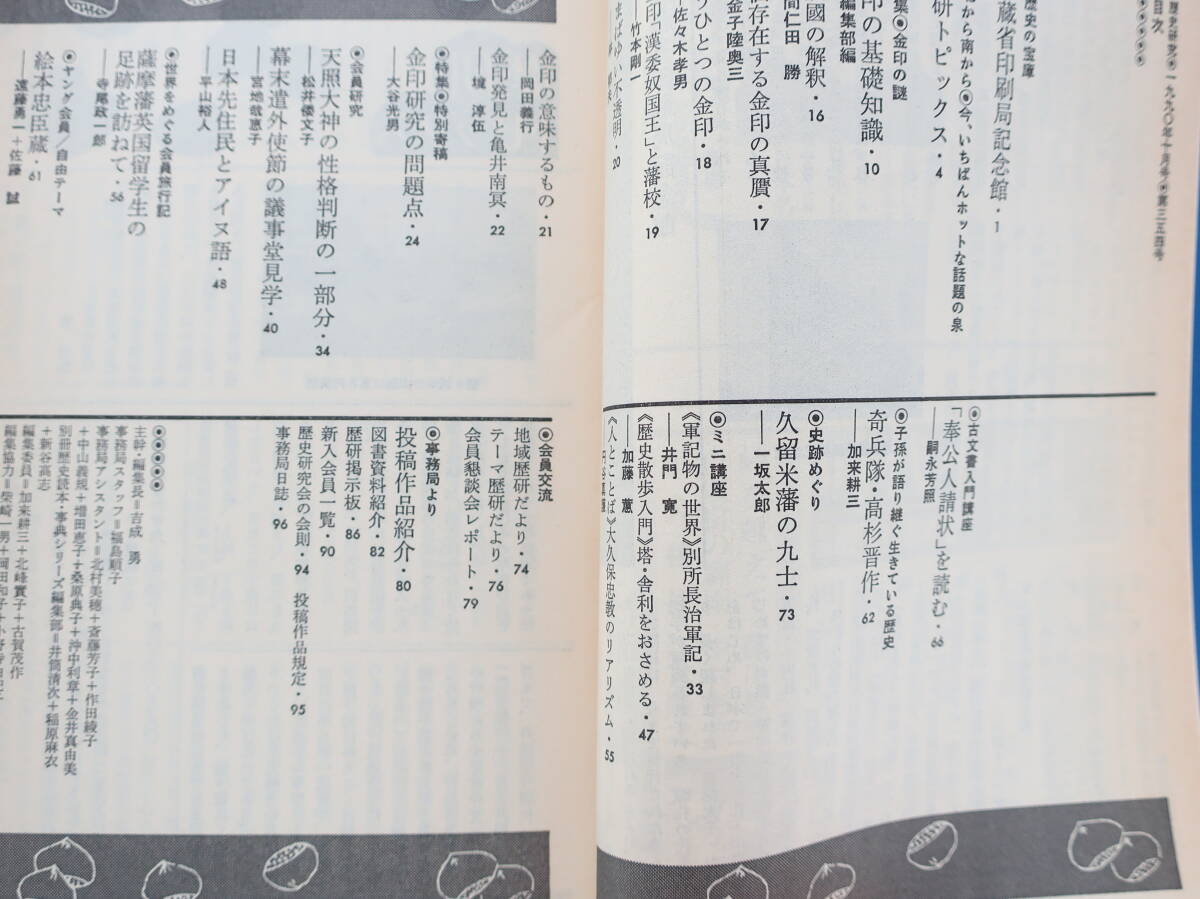 歴史研究◉一九九〇年十月号◉第三五四号
目次
歴史の宝庫
蔵省印刷局記念館・1
から南から◉今、いちばんホットな話題の泉
研トピックス・4
集◉金印の謎
印の基礎知識・10
編集部編
國の解釈・16
間仁田 勝
存在する金印の真贋・17
金子陸奥三
うひとつの金印・18
佐々木孝男
印「漢委奴国王」と藩校・19
竹本剛一
まばゆい不透明・20
金印の意味するもの・21
――岡田義行
金印発見と亀井南冥・22
――境 淳伍
◉特集◉特別寄稿
金印研究の問題点・24
――大谷光男
◉会員研究
天照大神の性格判断の一部分・34
――松井倭文子
幕末遣外使節の議事堂見学・40
――宮地哉恵子
日本先住民とアイヌ語・48
――平山裕人
◉世界をめぐる会員旅行記
薩摩藩英国留学生の
足跡を訪ねて・56
――寺尾政一郎
◉ヤング会員/自由テーマ
絵本忠臣蔵・61
――遠藤勇一+佐藤 誠
◉古文書入門講座
「奉公人請状」を読む・66
――嗣永芳照
◉子孫が語り継ぐ生きている歴史
奇兵隊・高杉晋作・62
――加来耕三
◉史跡めぐり
久留米藩の九士・73
――一坂太郎
◉ミニ講座
《軍記物の世界》別所長治軍記・33
――井門 寛
《歴史散歩入門》塔・舎利をおさめる・47
――加藤 蕙
《人とことば》大久保忠教のリアリズム・55
◉会員交流
地域歴研だより・74
テーマ歴研だより・76
会員懇談会レポート・79
◉事務局より
投稿作品紹介・80
図書資料紹介・82
歴研掲示板・86
新入会員一覧・90
歴史研究会の会則・94 投稿作品規定・95
事務局日誌・96
主幹・編集長=吉成 勇
事務局スタッフ=福島順子
事務局アシスタント=北村美穂+斎藤芳子+作田綾子
+中山義規+増田恵子+桑原典子+沖中利章+金井真由美
別冊歴史読本・事典シリーズ編集部=井筒清次+稲原麻衣
+新谷高志
編集委員=加来耕三+北峰實子+古賀茂作
編集協力=柴崎一男+岡田和子+小野寺由記